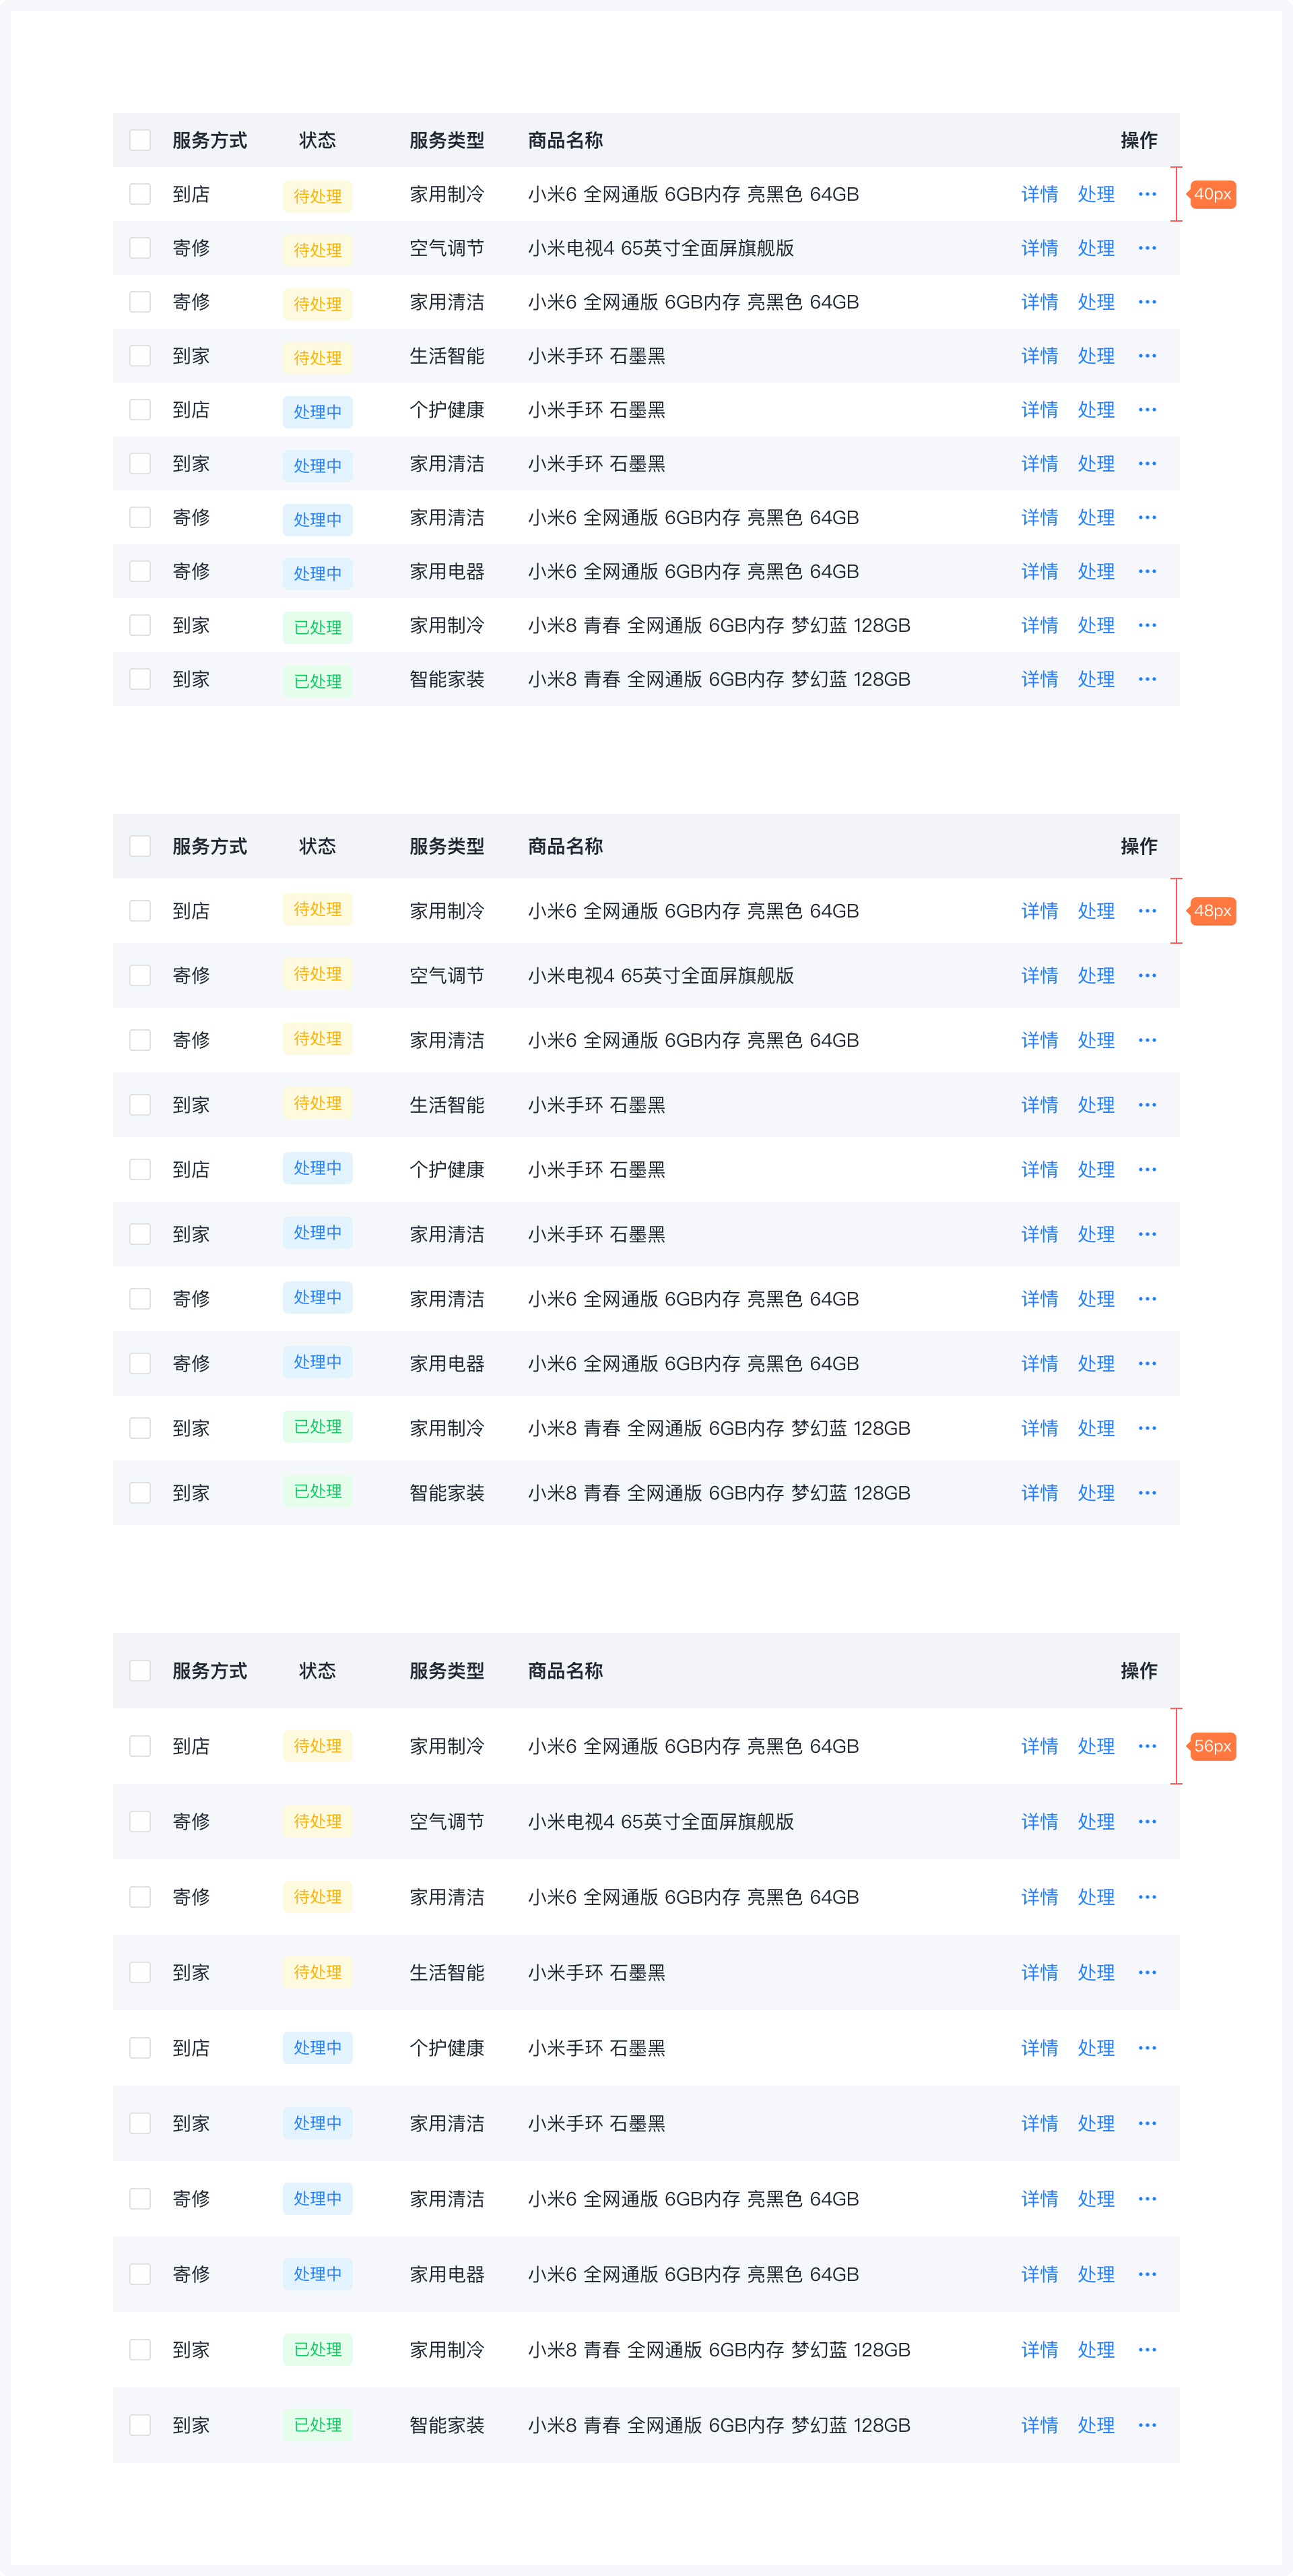 服务方式 状态 服务类型 商品名称 操作
到店 待处理 家用制冷 小米6 全网通版 6GB内存 亮黑色 64GB 详情 处理 ··· 40px
寄修 待处理 空气调节 小米电视4 65英寸全面屏旗舰版 详情 处理 ···
寄修 待处理 家用清洁 小米6 全网通版 6GB内存 亮黑色 64GB 详情 处理 ···
到家 待处理 生活智能 小米手环 石墨黑 详情 处理 ···
到店 处理中 个护健康 小米手环 石墨黑 详情 处理 ···
到家 处理中 家用清洁 小米手环 石墨黑 详情 处理 ···
寄修 处理中 家用清洁 小米6 全网通版 6GB内存 亮黑色 64GB 详情 处理 ···
寄修 处理中 家用电器 小米6 全网通版 6GB内存 亮黑色 64GB 详情 处理 ···
到家 已处理 家用制冷 小米8 青春 全网通版 6GB内存 梦幻蓝 128GB 详情 处理 ···
到家 已处理 智能家装 小米8 青春 全网通版 6GB内存 梦幻蓝 128GB 详情 处理 ···
服务方式 状态 服务类型 商品名称 操作
到店 待处理 家用制冷 小米6 全网通版 6GB内存 亮黑色 64GB 详情 处理 ··· 48px
寄修 待处理 空气调节 小米电视4 65英寸全面屏旗舰版 详情 处理 ···
寄修 待处理 家用清洁 小米6 全网通版 6GB内存 亮黑色 64GB 详情 处理 ···
到家 待处理 生活智能 小米手环 石墨黑 详情 处理 ···
到店 处理中 个护健康 小米手环 石墨黑 详情 处理 ···
到家 处理中 家用清洁 小米手环 石墨黑 详情 处理 ···
寄修 处理中 家用清洁 小米6 全网通版 6GB内存 亮黑色 64GB 详情 处理 ···
寄修 处理中 家用电器 小米6 全网通版 6GB内存 亮黑色 64GB 详情 处理 ···
到家 已处理 家用制冷 小米8 青春 全网通版 6GB内存 梦幻蓝 128GB 详情 处理 ···
到家 已处理 智能家装 小米8 青春 全网通版 6GB内存 梦幻蓝 128GB 详情 处理 ···
服务方式 状态 服务类型 商品名称 操作
到店 待处理 家用制冷 小米6 全网通版 6GB内存 亮黑色 64GB 详情 处理 ··· 56px
寄修 待处理 空气调节 小米电视4 65英寸全面屏旗舰版 详情 处理 ···
寄修 待处理 家用清洁 小米6 全网通版 6GB内存 亮黑色 64GB 详情 处理 ···
到家 待处理 生活智能 小米手环 石墨黑 详情 处理 ···
到店 处理中 个护健康 小米手环 石墨黑 详情 处理 ···
到家 处理中 家用清洁 小米手环 石墨黑 详情 处理 ···
寄修 处理中 家用清洁 小米6 全网通版 6GB内存 亮黑色 64GB 详情 处理 ···
寄修 处理中 家用电器 小米6 全网通版 6GB内存 亮黑色 64GB 详情 处理 ···
到家 已处理 家用制冷 小米8 青春 全网通版 6GB内存 梦幻蓝 128GB 详情 处理 ···
到家 已处理 智能家装 小米8 青春 全网通版 6GB内存 梦幻蓝 128GB 详情 处理 ···